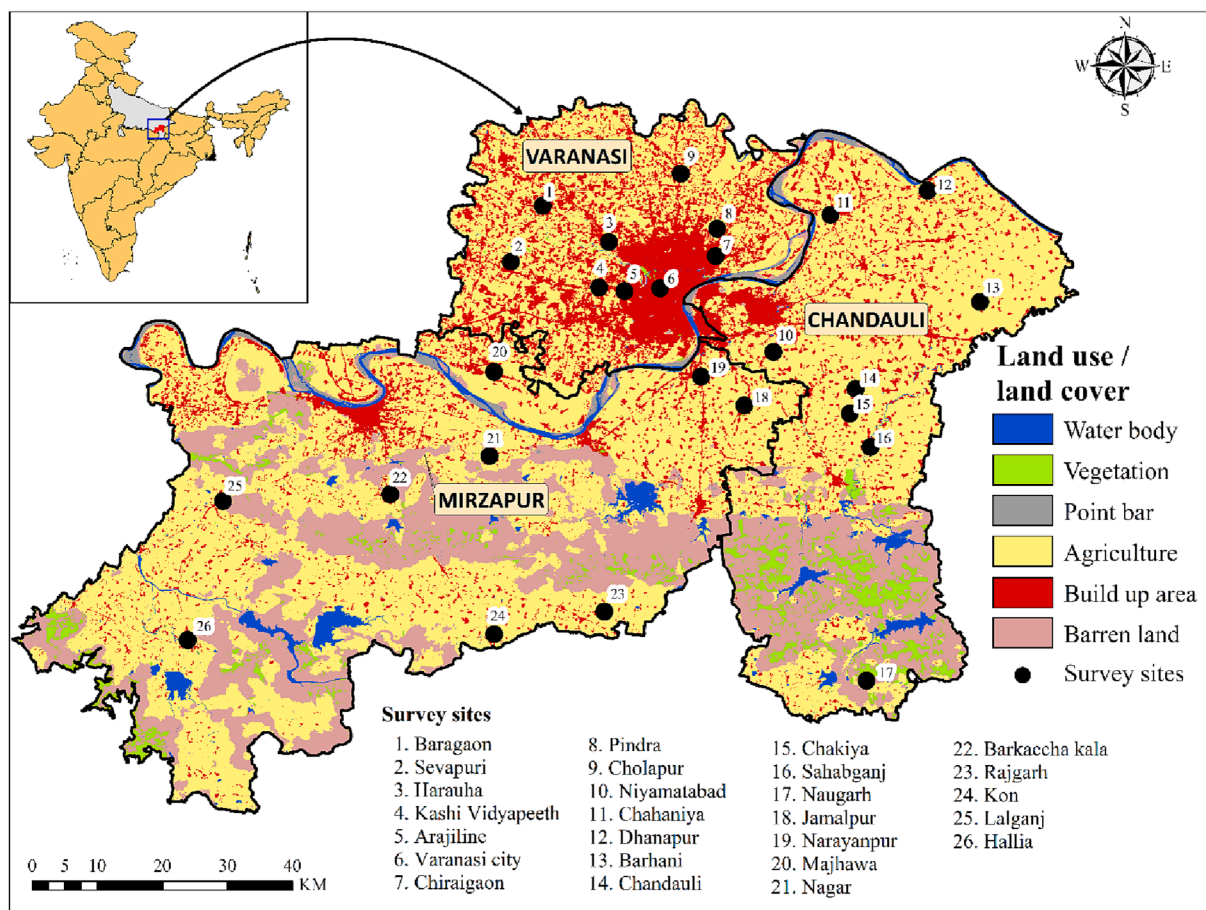 N
W E
S
VARANASI
9
12
1
11
8
3
2
7
4 5 6
13
CHANDAULI
10
20
19
14
18
15
16
21
22
25
MIRZAPUR
23
24
26
17
Land use /
land cover
Water body
Vegetation
Point bar
Agriculture
Build up area
Barren land
Survey sites
Survey sites
1. Baragaon
2. Sevapuri
3. Harauha
4. Kashi Vidyapeeth
5. Arajiline
6. Varanasi city
7. Chiraigaon
8. Pindra
9. Cholapur
10. Niyamatabad
11. Chahaniya
12. Dhanapur
13. Barhani
14. Chandauli
15. Chakiya
16. Sahabganj
17. Naugarh
18. Jamalpur
19. Narayanpur
20. Majhawa
21. Nagar
22. Barkaccha kala
23. Rajgarh
24. Kon
25. Lalganj
26. Hallia
0 5 10 20 30 40
KM